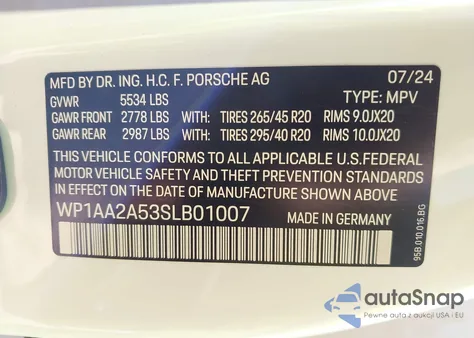 MFD BY DR. ING. H.C. F. PORSCHE AG 07/24
GVWR 5534 LBS TYPE: MPV
GAWR FRONT 2778 LBS WITH: TIRES 265/45 R20 RIMS 9.0JX20
GAWR REAR 2987 LBS WITH: TIRES 295/40 R20 RIMS 10.0JX20
THIS VEHICLE CONFORMS TO ALL APPLICABLE U.S.FEDERAL
MOTOR VEHICLE SAFETY AND THEFT PREVENTION STANDARDS
IN EFFECT ON THE DATE OF MANUFACTURE SHOWN ABOVE.
WP1AA2A53SLB01007 MADE IN GERMANY
95B.010.016.BG
autoSnap
Pewne auta z aukcji USA i EU